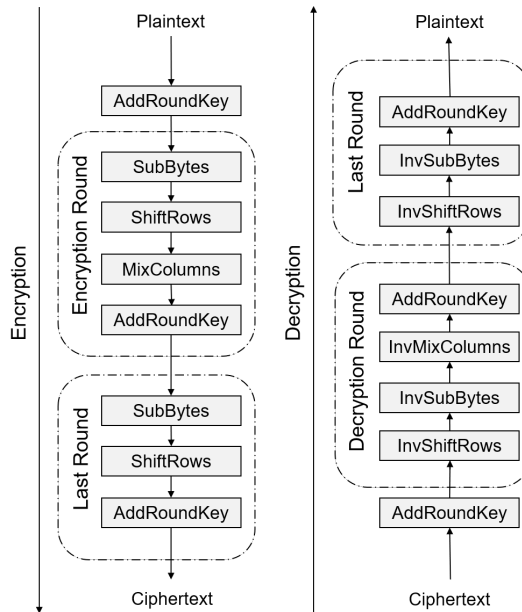 Plaintext
AddRoundKey
Encryption Round
SubBytes
ShiftRows
MixColumns
AddRoundKey
Last Round
SubBytes
ShiftRows
AddRoundKey
Ciphertext
Encryption
Plaintext
Last Round
AddRoundKey
InvSubBytes
InvShiftRows
Decryption Round
AddRoundKey
InvMixColumns
InvSubBytes
InvShiftRows
AddRoundKey
Ciphertext
Decryption